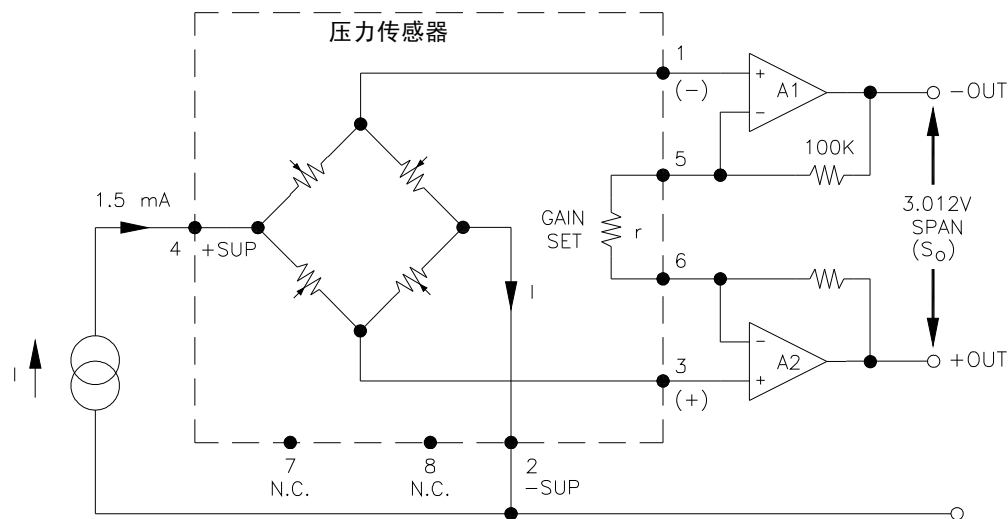 压力传感器
1
(-)
+
A1
-
-OUT
5
100K
1.5 mA
4
+SUP
GAIN
SET
r
3.012V
SPAN
(So)
6
I
I
-
A2
+
3
(+)
+OUT
7
N.C.
8
N.C.
2
-SUP